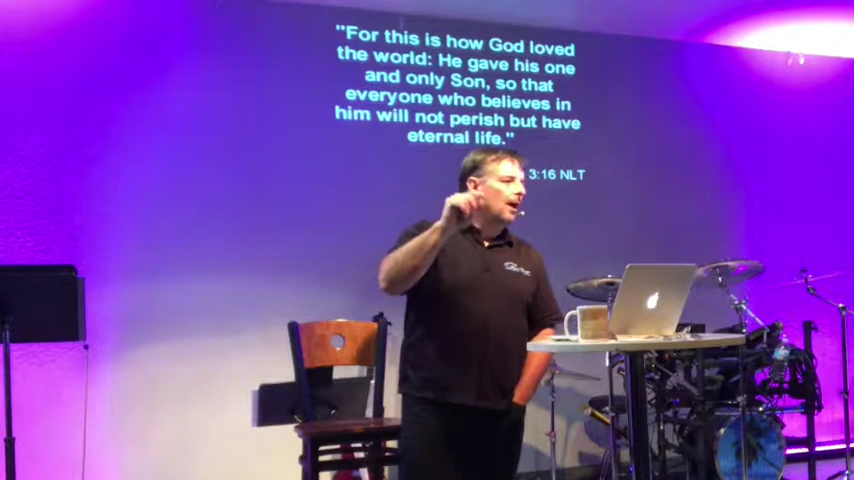 "For this is how God loved
the world: He gave his one
and only Son, so that
everyone who believes in
him will not perish but have
eternal life."
3:16 NLT